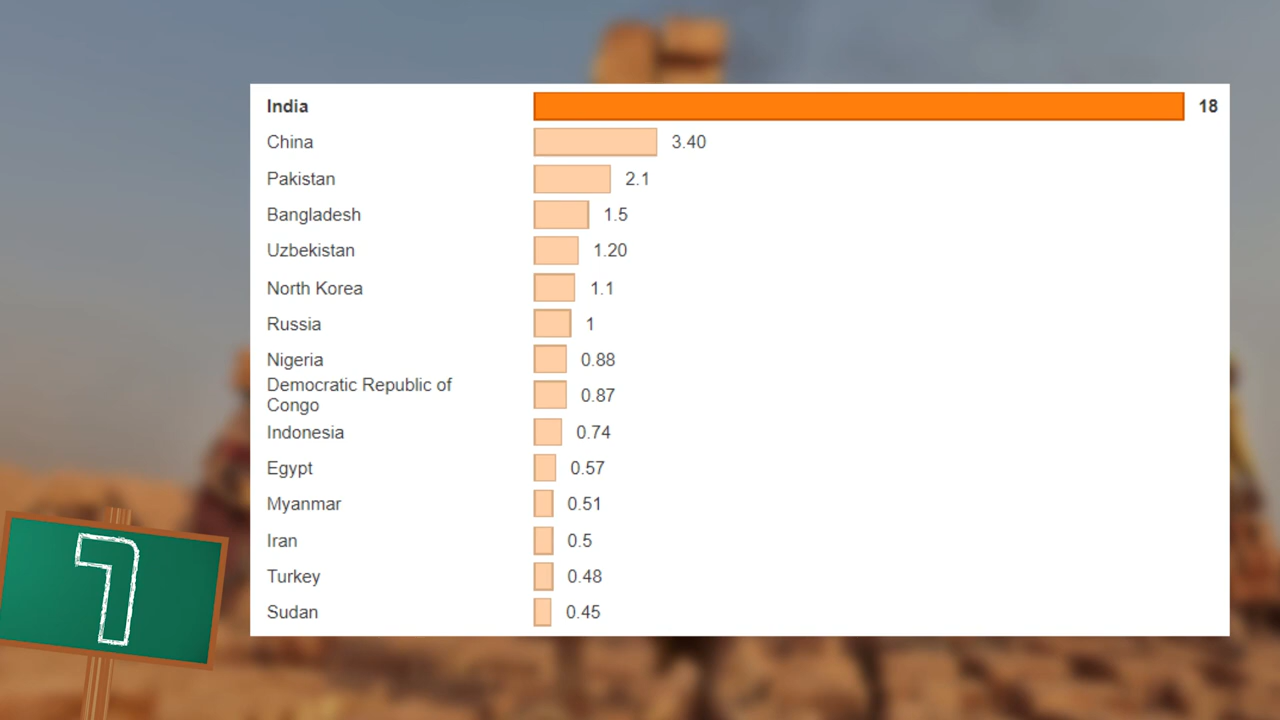 India 18
China 3.40
Pakistan 2.1
Bangladesh 1.5
Uzbekistan 1.20
North Korea 1.1
Russia 1
Nigeria 0.88
Democratic Republic of
Congo 0.87
Indonesia 0.74
Egypt 0.57
Myanmar 0.51
Iran 0.5
Turkey 0.48
Sudan 0.45